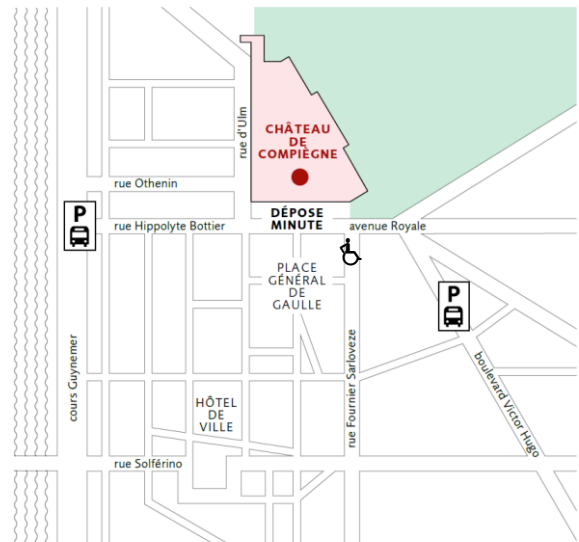 rue d'Ulm
CHÂTEAU
DE
COMPIÈGNE
rue Othenin
P
rue Hippolyte Bottier
DÉPOSE
MINUTE
avenue Royale
PLACE
GÉNÉRAL
DE
GAULLE
P
cours Guynemer
rue Fournier Sarloveze
boulevard Victor Hugo
HÔTEL
DE
VILLE
rue Solférino